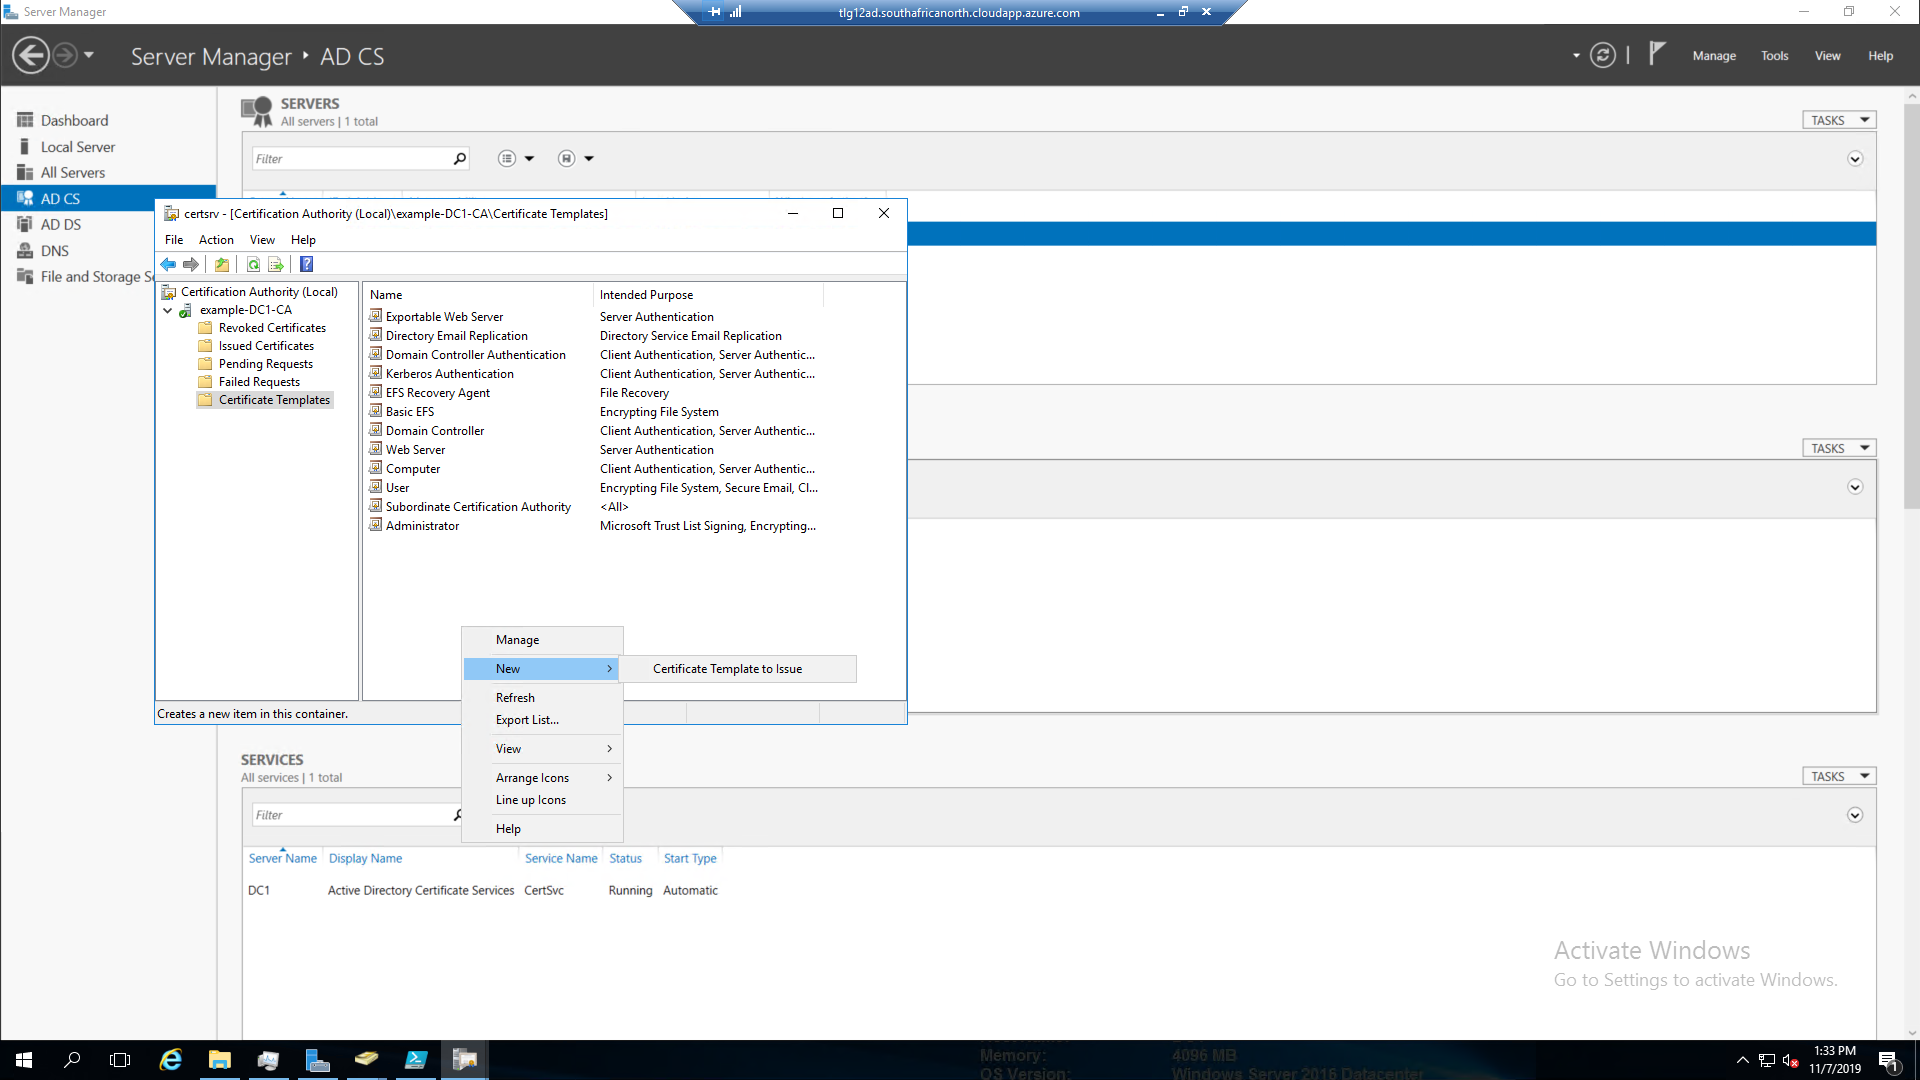 Server Manager
tlg12ad.southafricanorth.cloudapp.azure.com
Server Manager ‣ AD CS
Manage
Tools
View
Help
Dashboard
Local Server
All Servers
AD CS
AD DS
DNS
File and Storage Se
SERVERS
All servers | 1 total
TASKS
Filter
certsrv - [Certification Authority (Local)\example-DC1-CA\Certificate Templates]
File Action View Help
Certification Authority (Local)
example-DC1-CA
Revoked Certificates
Issued Certificates
Pending Requests
Failed Requests
Certificate Templates
Name Intended Purpose
Exportable Web Server Server Authentication
Directory Email Replication Directory Service Email Replication
Domain Controller Authentication Client Authentication, Server Authentic...
Kerberos Authentication Client Authentication, Server Authentic...
EFS Recovery Agent File Recovery
Basic EFS Encrypting File System
Domain Controller Client Authentication, Server Authentic...
Web Server Server Authentication
Computer Client Authentication, Server Authentic...
User Encrypting File System, Secure Email, Cl...
Subordinate Certification Authority <All>
Administrator Microsoft Trust List Signing, Encrypting...
Creates a new item in this container.
Manage
New
Certificate Template to Issue
Refresh
Export List...
View
Arrange Icons
Line up Icons
Help
TASKS
SERVICES
All services | 1 total
TASKS
Filter
Server Name Display Name Service Name Status Start Type
DC1 Active Directory Certificate Services CertSvc Running Automatic
Activate Windows
Go to Settings to activate Windows.
Memory: 4096 MB
OS Version: Windows Server 2016 Datacenter
1:33 PM
11/7/2019
1